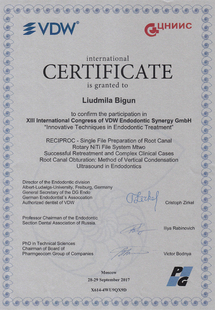 VDW
ЦНИИС
international
CERTIFICATE
is granted to
Liudmila Bigun
to confirm the participation in
XIII International Congress of VDW Endodontic Synergy GmbH
"Innovative Techniques in Endodontic Treatment"
RECIPROC - Single File Preparation of Root Canal
Rotary NiTi File System Mtwo
Successful Retreatment and Complex Clinical Cases
Root Canal Obturation: Method of Vertical Condensation
Ultrasound in Endodontics
Director of the Endodontic division
Albert-Ludwigs-University, Freiburg, Germany
General Secretary of the DG Endo
German Endodontist's Association
Authorized dentist of VDW
Cristoph Zirkel
Professor Chairman of the Endodontic
Section Dental Association of Russia
Ilya Rabinovich
PhD in Technical Sciences
Chairman of Board of
Pharmgeocom Group of Companies
Victor Bodriya
PG
Moscow
28-29 September 2017